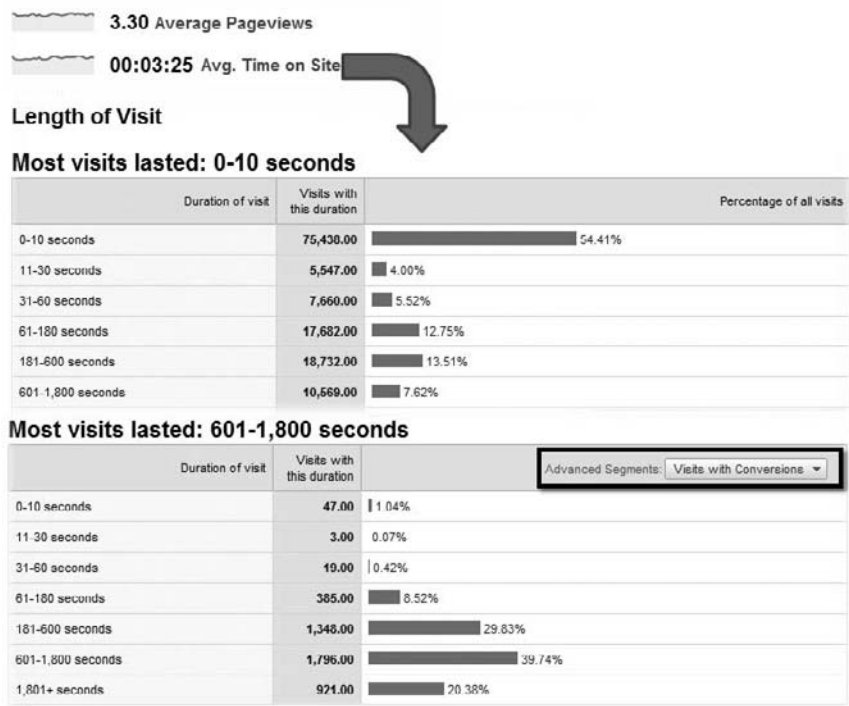 3.30 Average Pageviews
00:03:25 Avg. Time on Site
Length of Visit
Most visits lasted: 0-10 seconds
Duration of visit Visits with this duration Percentage of all visits
0-10 seconds 75,438.00 54.41%
11-30 seconds 5,547.00 4.00%
31-60 seconds 7,660.00 5.52%
61-180 seconds 17,682.00 12.75%
181-600 seconds 18,732.00 13.51%
601-1,800 seconds 10,569.00 7.62%
Most visits lasted: 601-1,800 seconds
Duration of visit Visits with this duration Advanced Segments: Visits with Conversions
0-10 seconds 47.00 1.04%
11-30 seconds 3.00 0.07%
31-60 seconds 19.00 0.42%
61-180 seconds 385.00 8.52%
181-600 seconds 1,348.00 29.83%
601-1,800 seconds 1,796.00 39.74%
1,801+ seconds 921.00 20.38%